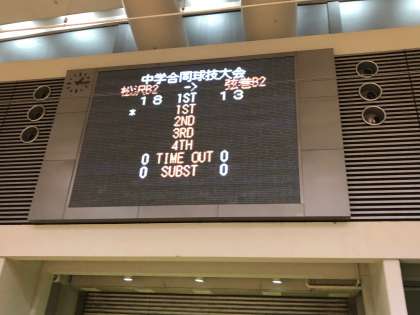 中学合同球技大会
松沢B2 -> 弦巻B2
18 1ST 13
* 1ST
2ND
3RD
4TH
0 TIME OUT 0
0 SUBST 0